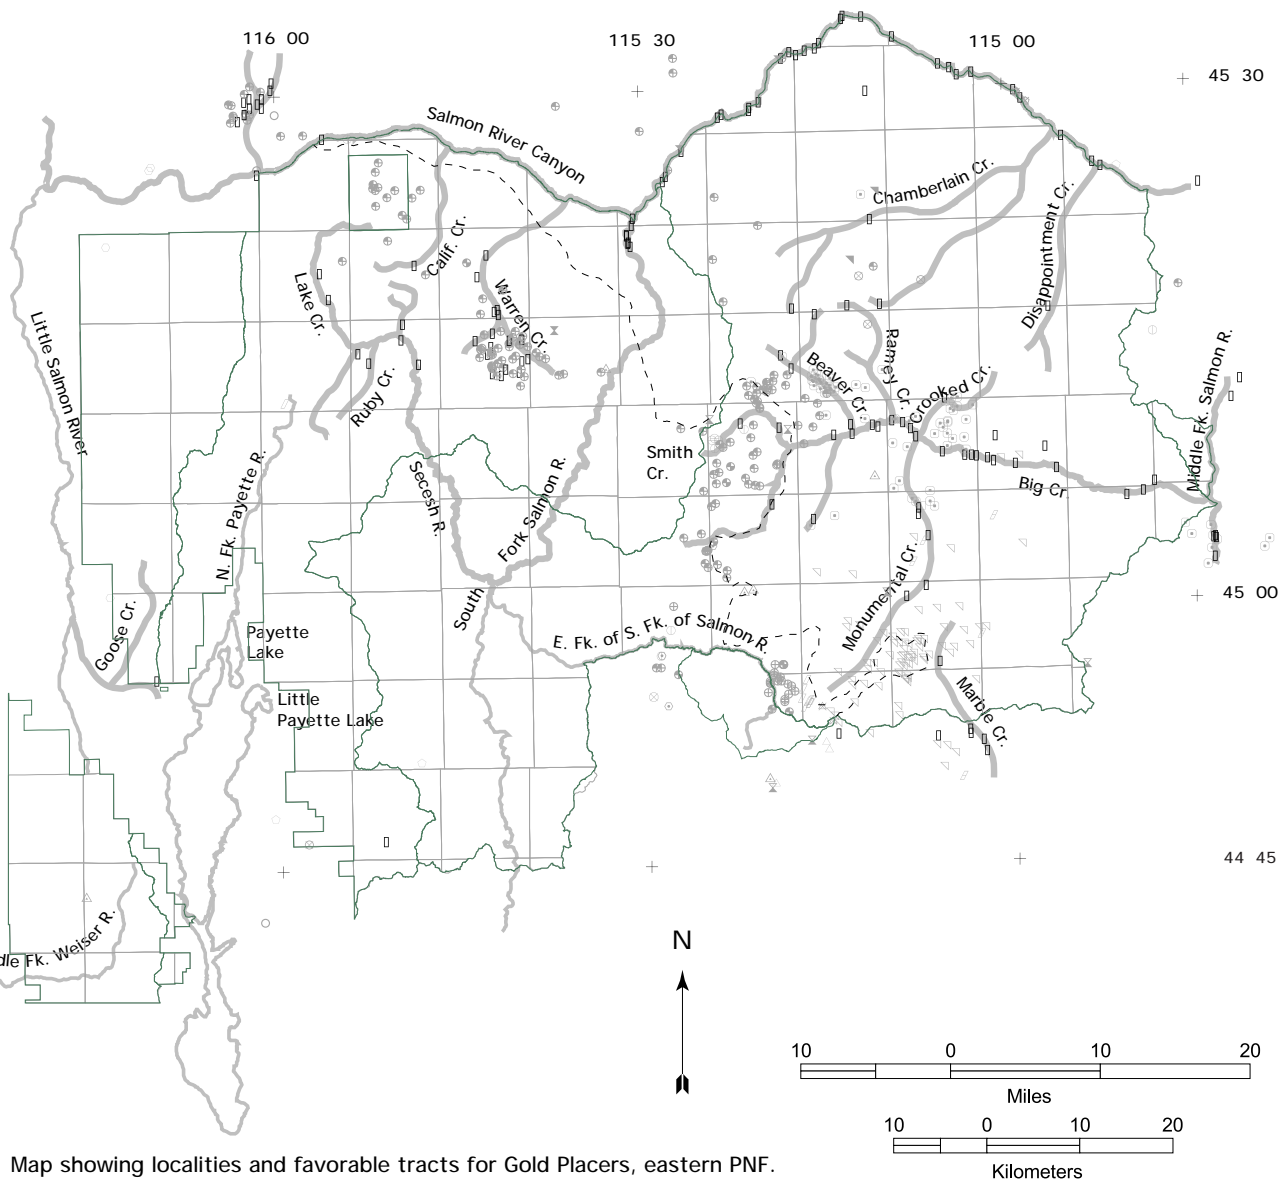 116 00
115 30
115 00
45 30
Salmon River Canyon
Chamberlain Cr.
Disappointment Cr.
Calif. Cr.
Lake Cr.
Warren Cr.
Little Salmon River
Ramey Cr.
Beaver Cr.
Crooked Cr.
Middle Fk. Salmon R.
Ruby Cr.
Smith
Cr.
Big Cr.
N. Fk. Payette R.
Secesh R.
South Fork Salmon R.
Monumental Cr.
45 00
Goose Cr.
Payette
Lake
E. Fk. of S. Fk. of Salmon R.
Little
Payette Lake
Marble Cr.
44 45
dle Fk. Weiser R.
N
10 0 10 20
Miles
10 0 10 20
Kilometers
Map showing localities and favorable tracts for Gold Placers, eastern PNF.